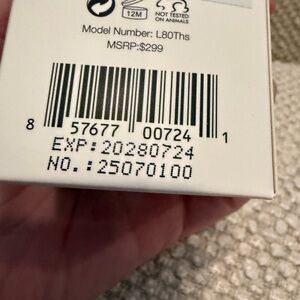 12M
NOT TESTED
ON ANIMALS
Model Number: L80Ths
MSRP:$299
8 57677 00724 1
EXP:20280724
NO.:25070100